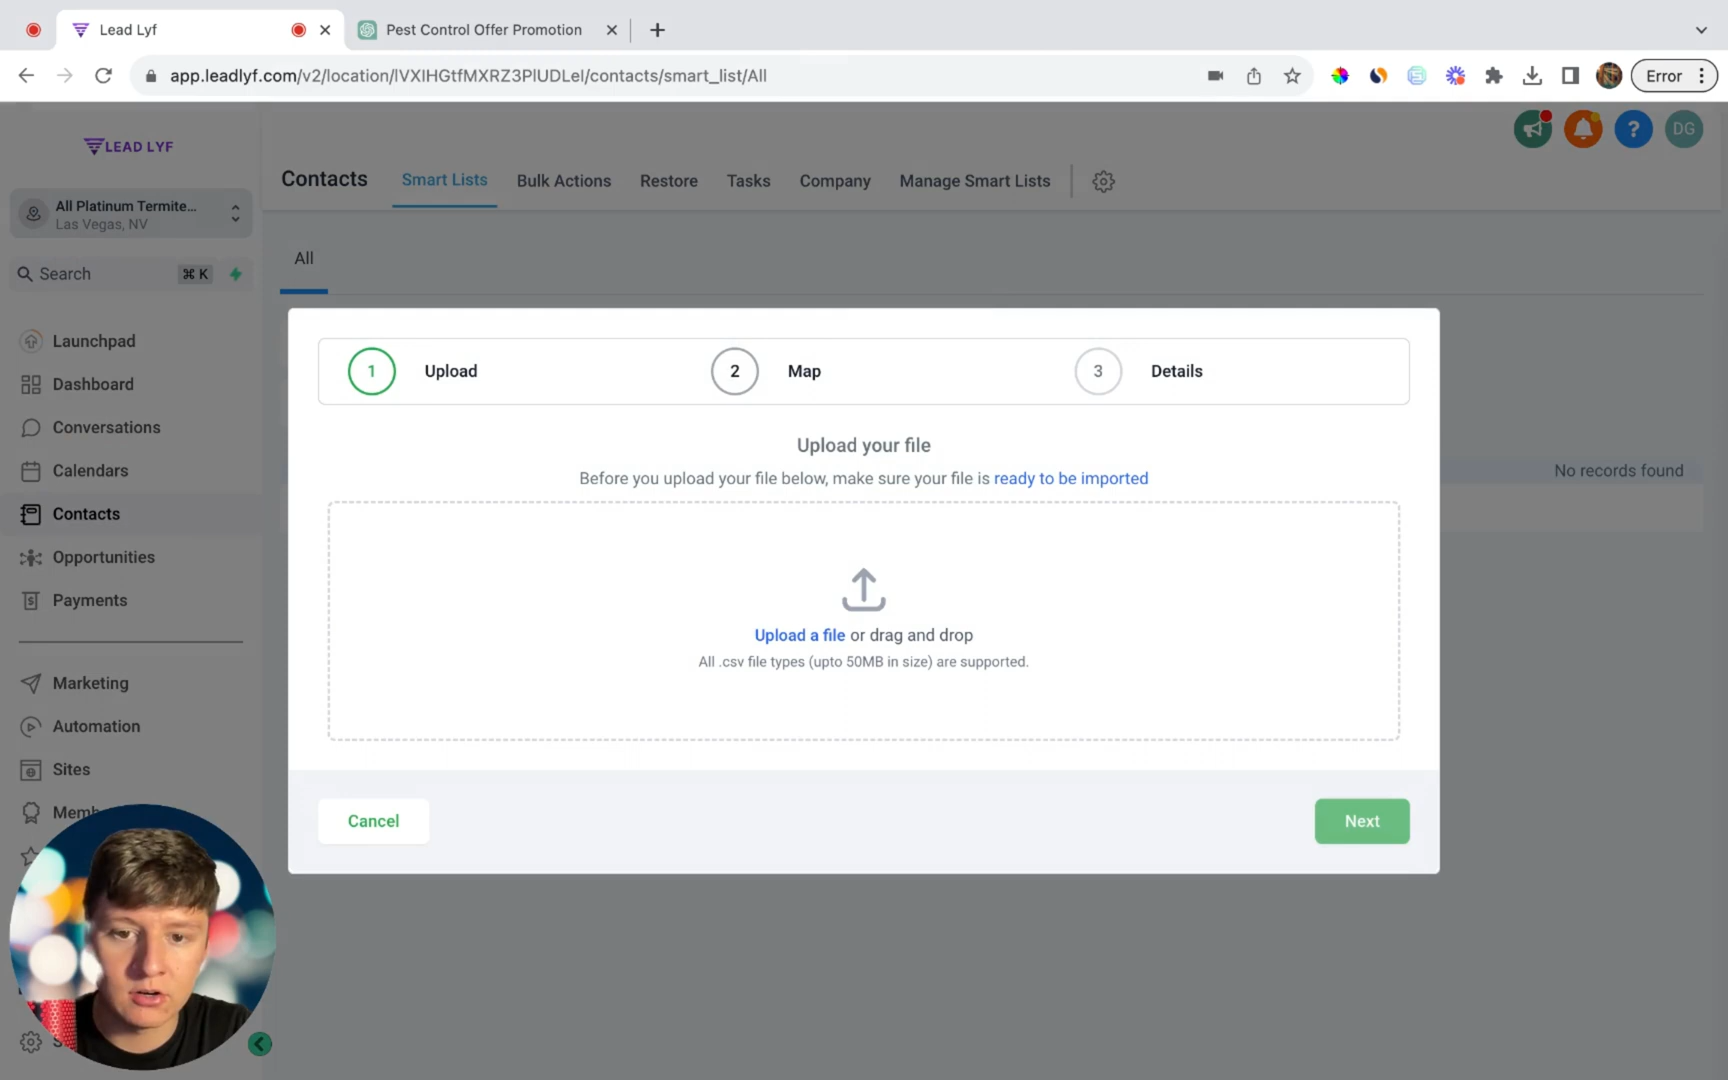 Lead Lyf
Pest Control Offer Promotion
app.leadlyf.com/v2/location/lVXIHGtfMXRZ3PlUDLel/contacts/smart_list/All
Error
LEAD LYF
All Platinum Termite...
Las Vegas, NV
Search
⌘ K
Launchpad
Dashboard
Conversations
Calendars
Contacts
Opportunities
Payments
Marketing
Automation
Sites
Memb
Contacts
Smart Lists
Bulk Actions
Restore
Tasks
Company
Manage Smart Lists
?
DG
All
No records found
1 Upload
2 Map
3 Details
Upload your file
Before you upload your file below, make sure your file is ready to be imported
Upload a file or drag and drop
All .csv file types (upto 50MB in size) are supported.
Cancel
Next